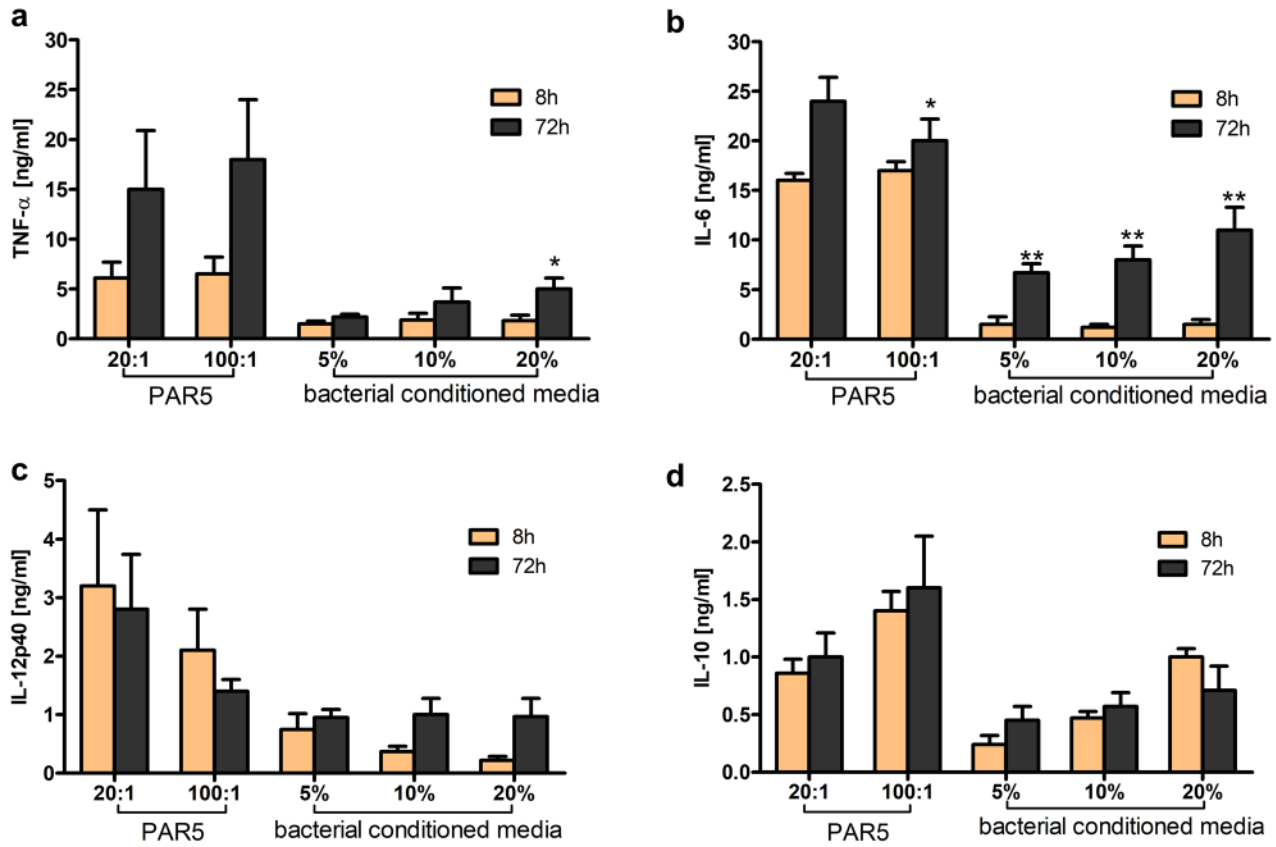 a
TNF-α [ng/ml]
30
25
20
15
10
5
0
8h
72h
*
20:1 100:1 5% 10% 20%
PAR5 bacterial conditioned media
b
IL-6 [ng/ml]
30
25
20
15
10
5
0
8h
72h
* ** ** **
20:1 100:1 5% 10% 20%
PAR5 bacterial conditioned media
c
IL-12p40 [ng/ml]
5
4
3
2
1
0
8h
72h
20:1 100:1 5% 10% 20%
PAR5 bacterial conditioned media
d
IL-10 [ng/ml]
2.5
2.0
1.5
1.0
0.5
0.0
8h
72h
20:1 100:1 5% 10% 20%
PAR5 bacterial conditioned media